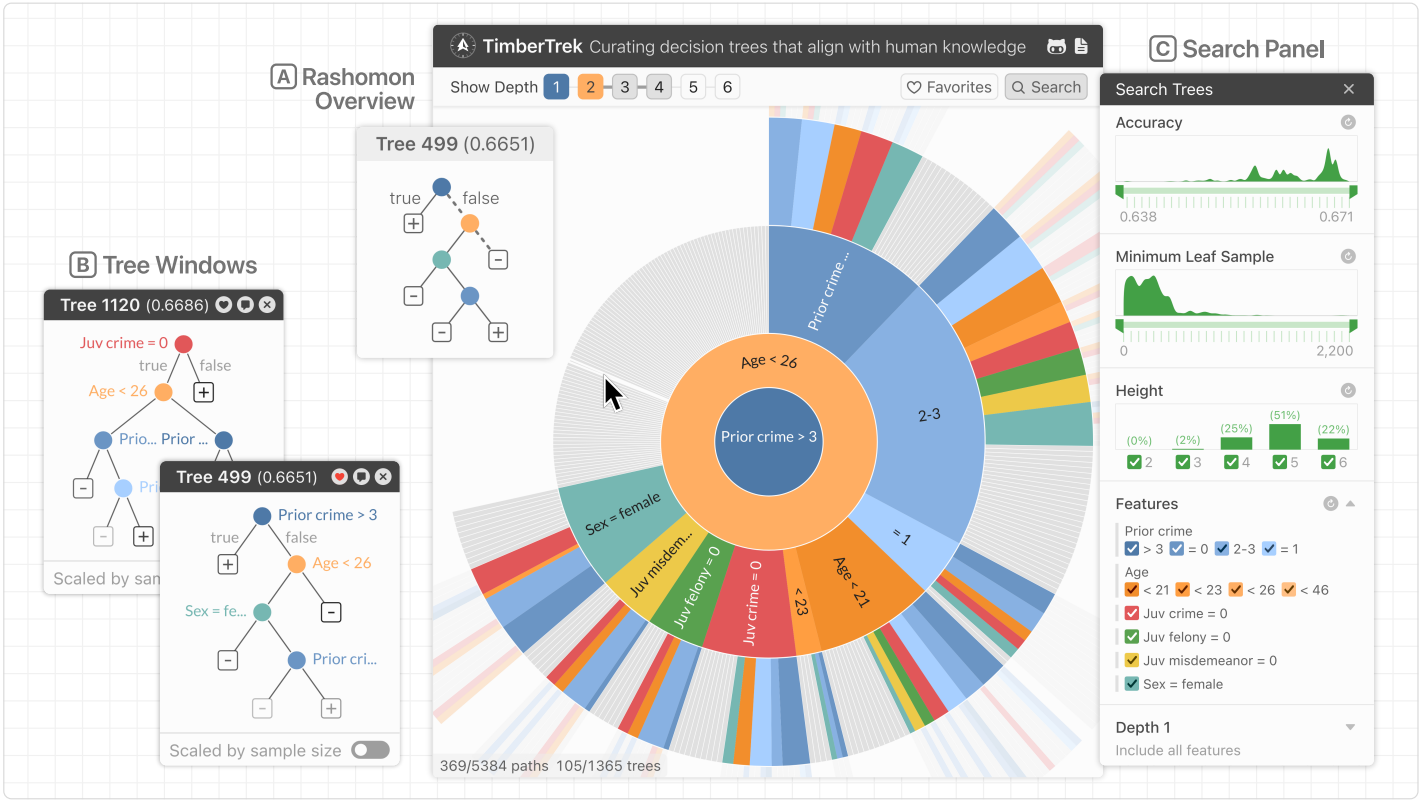 TimberTrek Curating decision trees that align with human knowledge
Show Depth 1 2 3 4 5 6
Favorites
Search
A Rashomon
Overview
Tree 499 (0.6651)
true
false
+
-
-
-
+
B Tree Windows
Tree 1120 (0.6686)
Juv crime = 0
true
false
Age < 26
+
Prio...
Prior ...
-
Pri
-
+
Scaled by sam
Tree 499 (0.6651)
Prior crime > 3
true
false
+
Age < 26
Sex = fe...
-
-
Prior cri...
-
+
Scaled by sample size
Prior crime > 3
Age < 26
Prior crime ...
2-3
= 1
Age < 21
< 23
Juv crime = 0
Juv felony = 0
Juv misdem...
Sex = female
369/5384 paths 105/1365 trees
C Search Panel
Search Trees
Accuracy
0.638 0.671
Minimum Leaf Sample
0 2,200
Height
(0%) (2%) (25%) (51%) (22%)
2 3 4 5 6
Features
Prior crime
> 3 = 0 2-3 = 1
Age
< 21 < 23 < 26 < 46
Juv crime = 0
Juv felony = 0
Juv misdemeanor = 0
Sex = female
Depth 1
Include all features